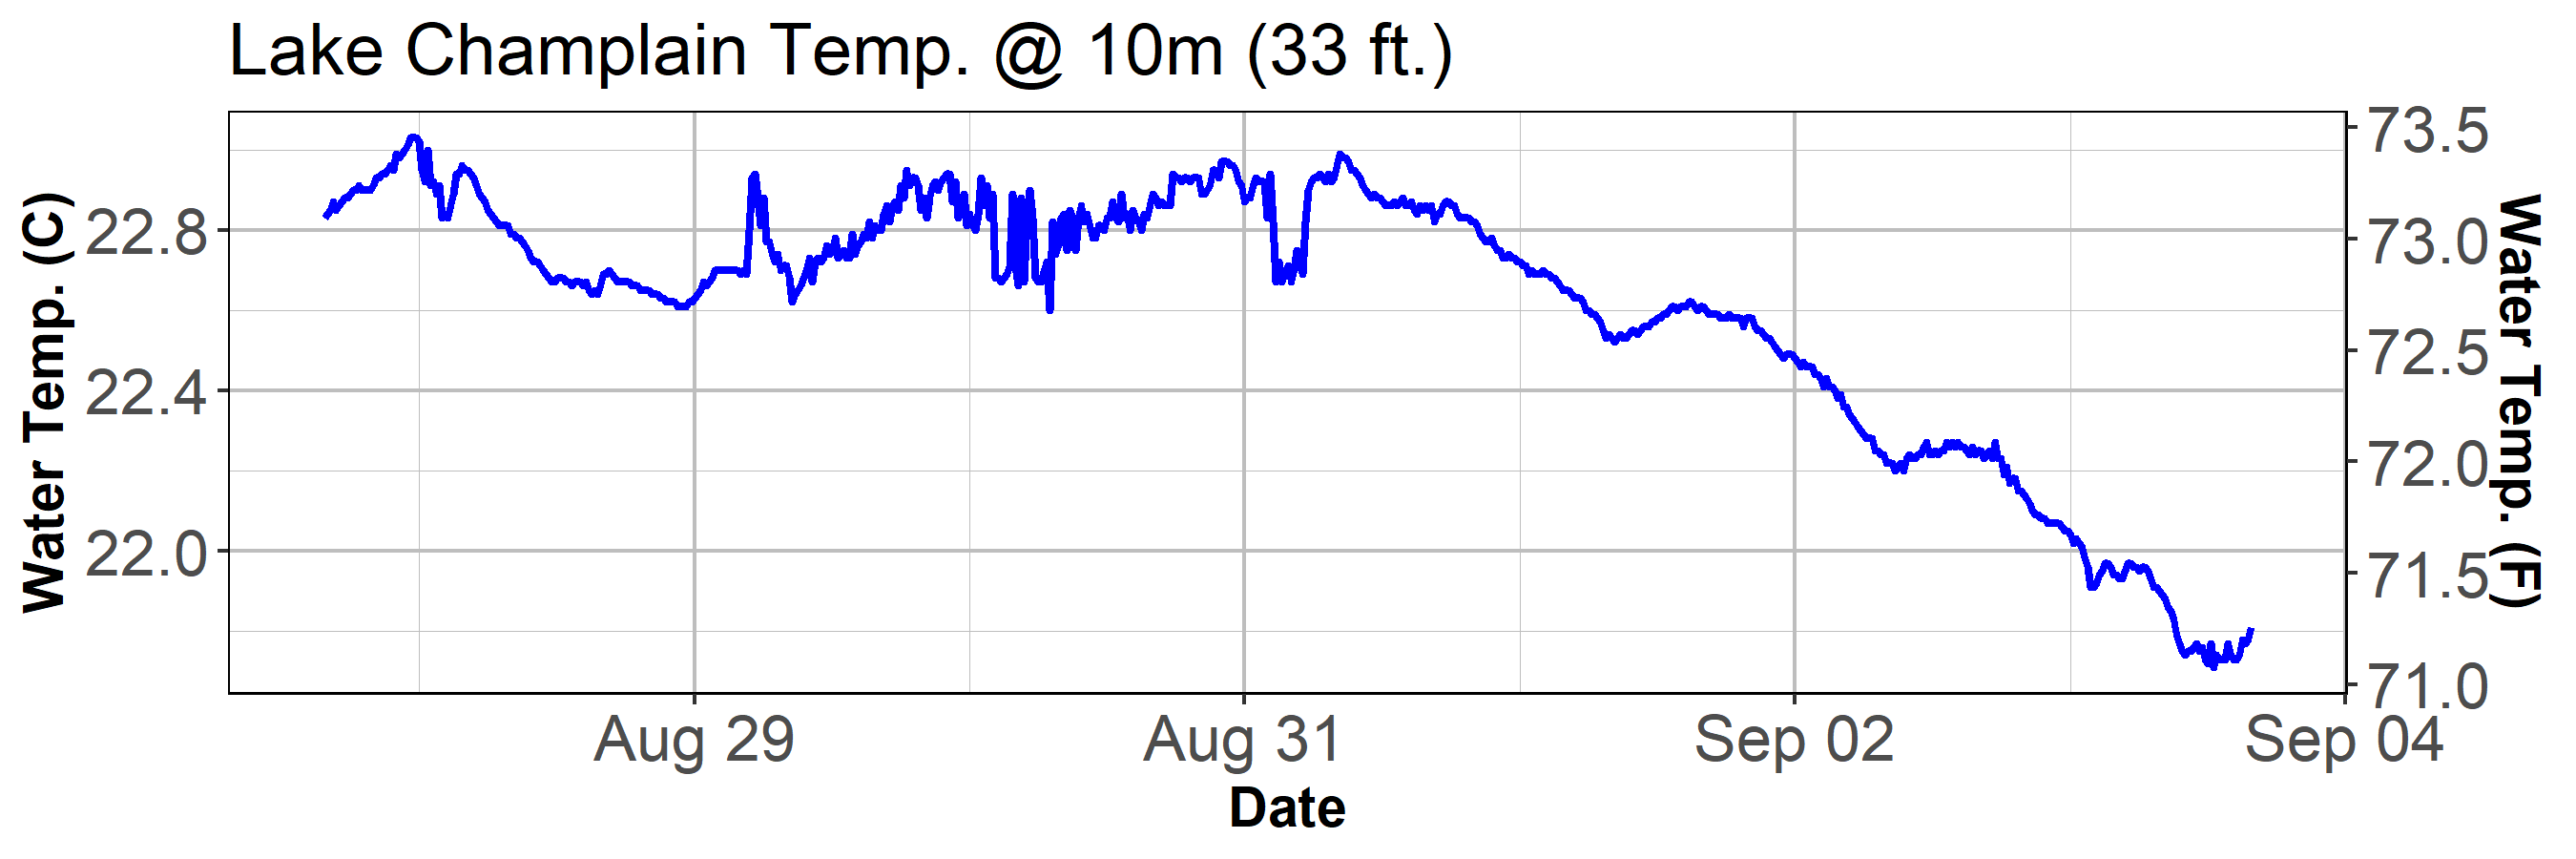 Lake Champlain Temp. @ 10m (33 ft.)
Water Temp. (C)
22.8
22.4
22.0
73.5
73.0
72.5
72.0
71.5
71.0
Water Temp. (F)
Aug 29
Aug 31
Sep 02
Sep 04
Date